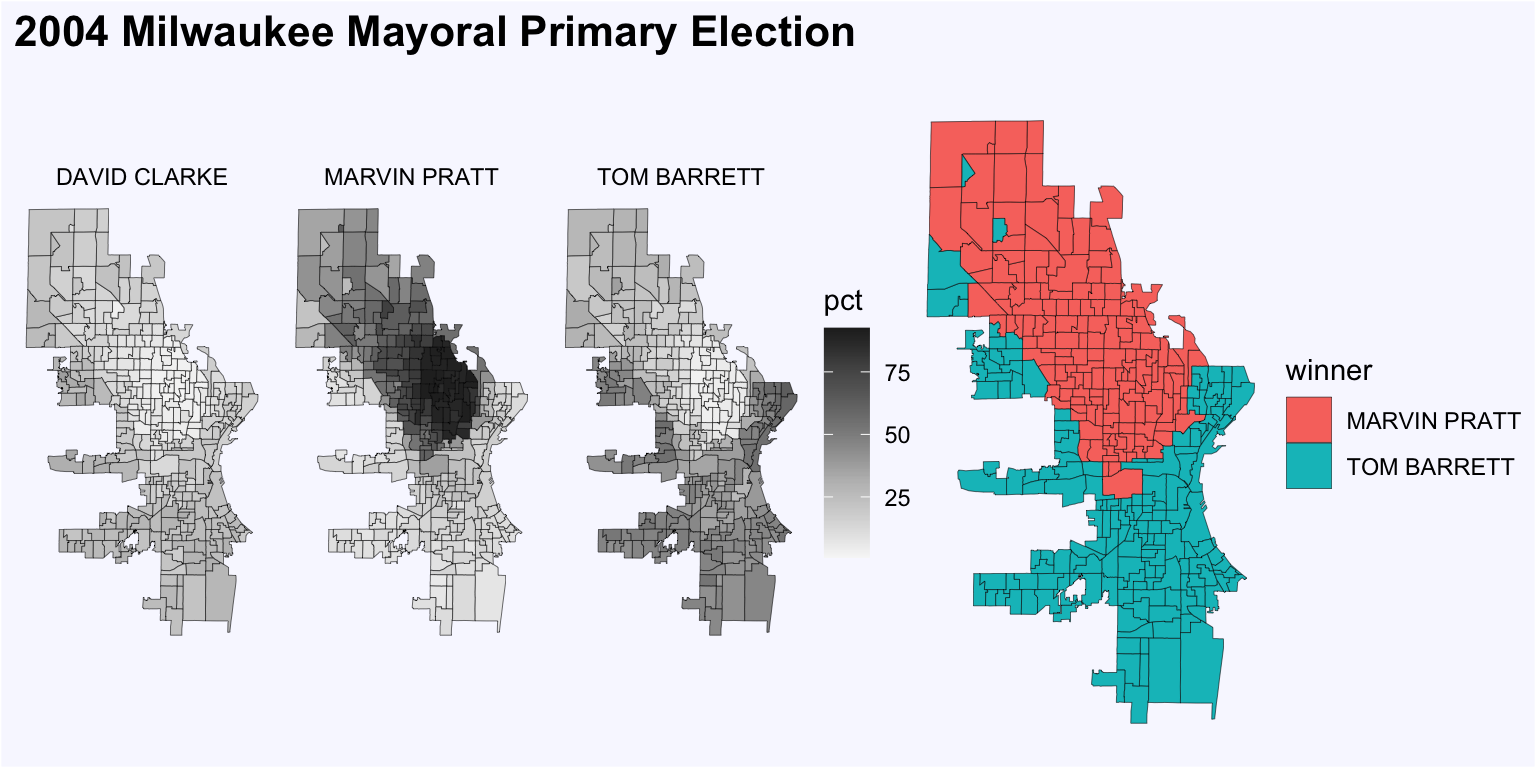 2004 Milwaukee Mayoral Primary Election
DAVID CLARKE
MARVIN PRATT
TOM BARRETT
pct
75
50
25
winner
MARVIN PRATT
TOM BARRETT